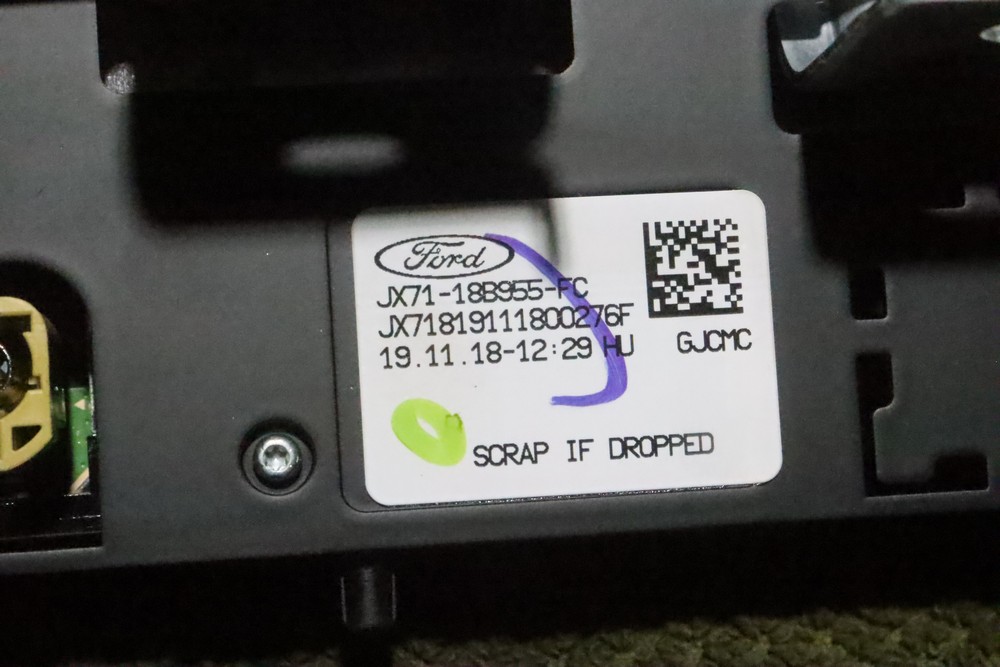 Ford
JX71-18B955-FC
JX71819111800276F
19.11.18-12:29 HU
GJCMC
SCRAP IF DROPPED